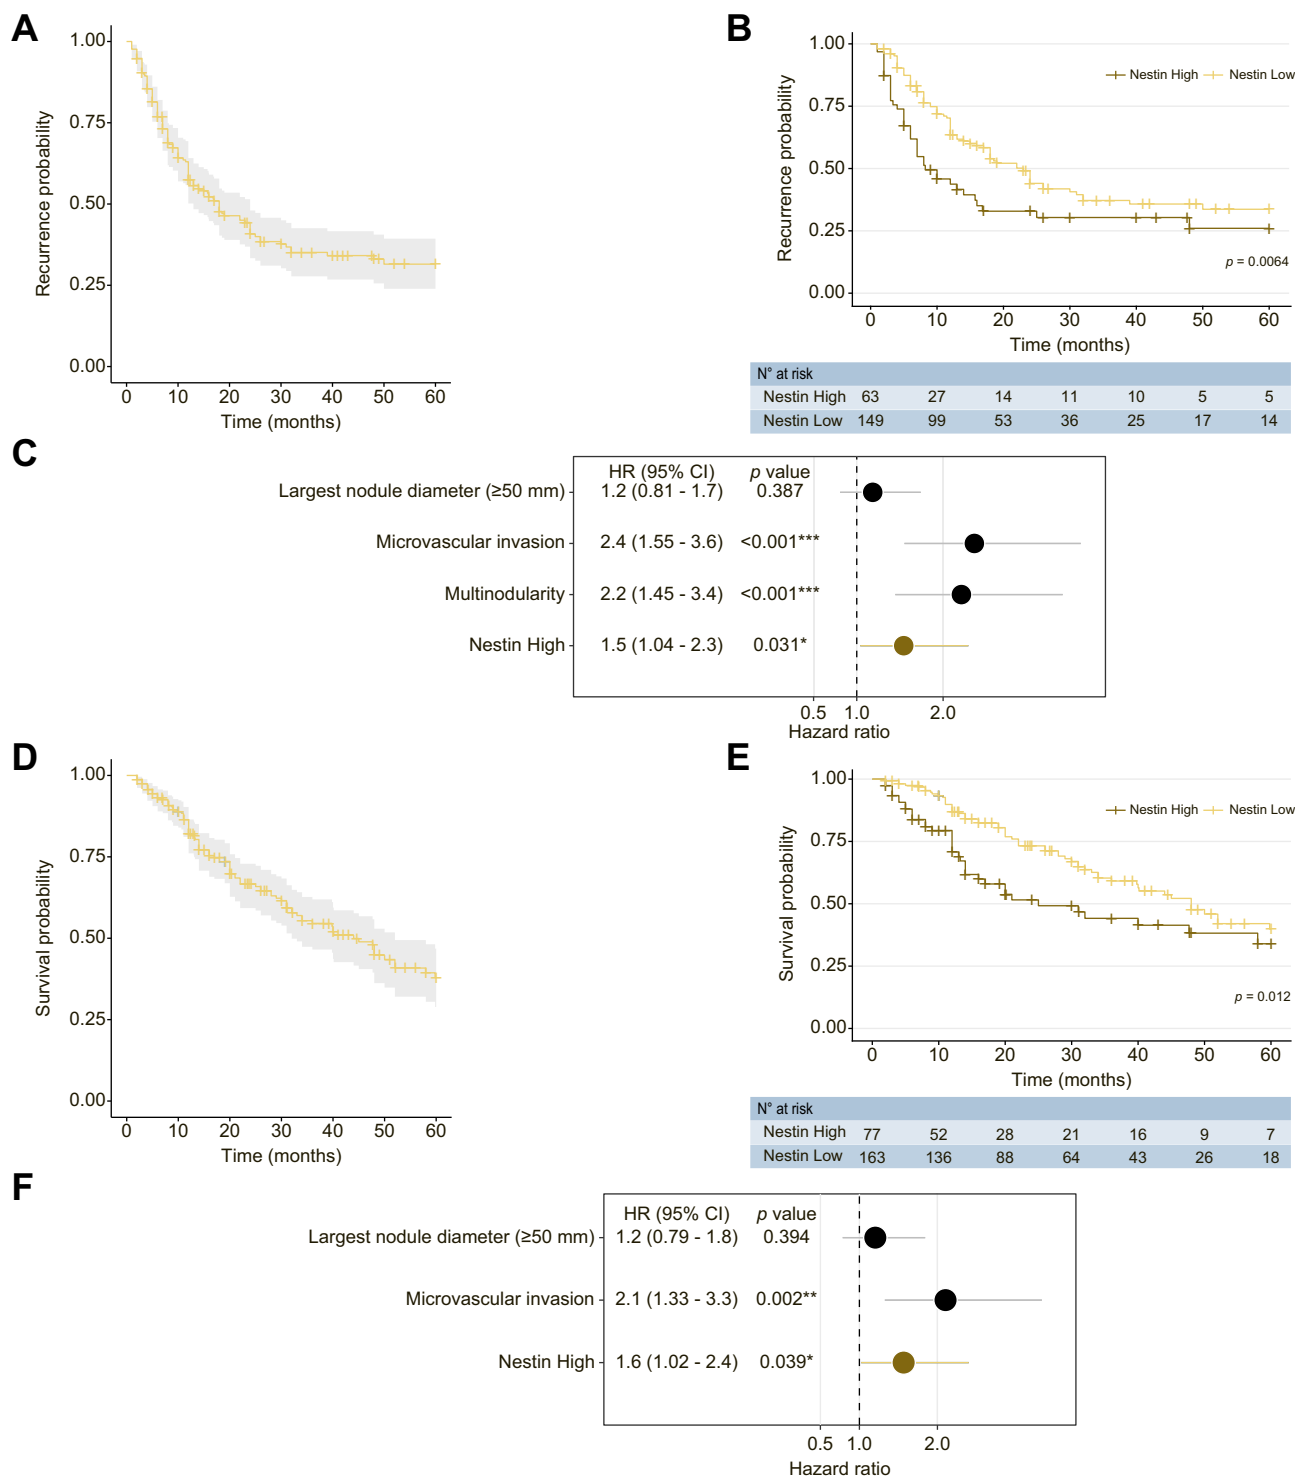 A
1.00
0.75
0.50
0.25
0.00
Recurrence probability
0 10 20 30 40 50 60
Time (months)
B
1.00
0.75
0.50
0.25
0.00
Recurrence probability
Nestin High Nestin Low
p = 0.0064
0 10 20 30 40 50 60
Time (months)
N° at risk
Nestin High 63 27 14 11 10 5 5
Nestin Low 149 99 53 36 25 17 14
C
HR (95% CI) p value
Largest nodule diameter (≥50 mm) 1.2 (0.81 - 1.7) 0.387
Microvascular invasion 2.4 (1.55 - 3.6) <0.001***
Multinodularity 2.2 (1.45 - 3.4) <0.001***
Nestin High 1.5 (1.04 - 2.3) 0.031*
0.5 1.0 2.0
Hazard ratio
D
1.00
0.75
0.50
0.25
0.00
Survival probability
0 10 20 30 40 50 60
Time (months)
E
1.00
0.75
0.50
0.25
0.00
Survival probability
Nestin High Nestin Low
p = 0.012
0 10 20 30 40 50 60
Time (months)
N° at risk
Nestin High 77 52 28 21 16 9 7
Nestin Low 163 136 88 64 43 26 18
F
HR (95% CI) p value
Largest nodule diameter (≥50 mm) 1.2 (0.79 - 1.8) 0.394
Microvascular invasion 2.1 (1.33 - 3.3) 0.002**
Nestin High 1.6 (1.02 - 2.4) 0.039*
0.5 1.0 2.0
Hazard ratio